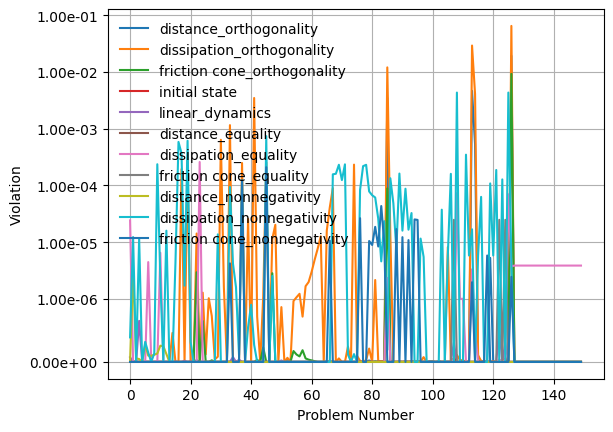 1.00e-01
1.00e-02
1.00e-03
1.00e-04
1.00e-05
1.00e-06
0.00e+00
Violation
distance_orthogonality
dissipation_orthogonality
friction cone_orthogonality
initial state
linear_dynamics
distance_equality
dissipation_equality
friction cone_equality
distance_nonnegativity
dissipation_nonnegativity
friction cone_nonnegativity
0 20 40 60 80 100 120 140
Problem Number